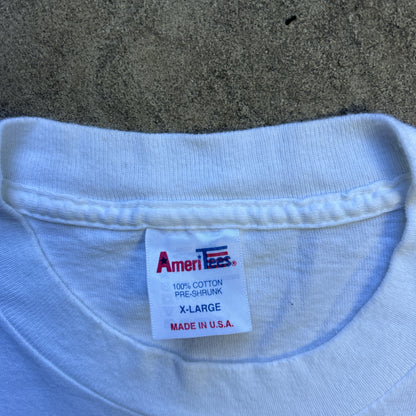 AmeriTees®
100% COTTON
PRE-SHRUNK
X-LARGE
MADE IN U.S.A.